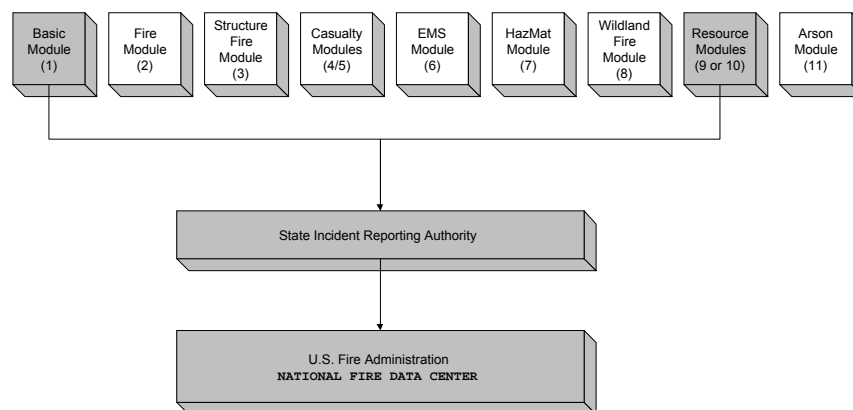 Basic
Module
(1)
Fire
Module
(2)
Structure
Fire
Module
(3)
Casualty
Modules
(4/5)
EMS
Module
(6)
HazMat
Module
(7)
Wildland
Fire
Module
(8)
Resource
Modules
(9 or 10)
Arson
Module
(11)
State Incident Reporting Authority
U.S. Fire Administration
NATIONAL FIRE DATA CENTER